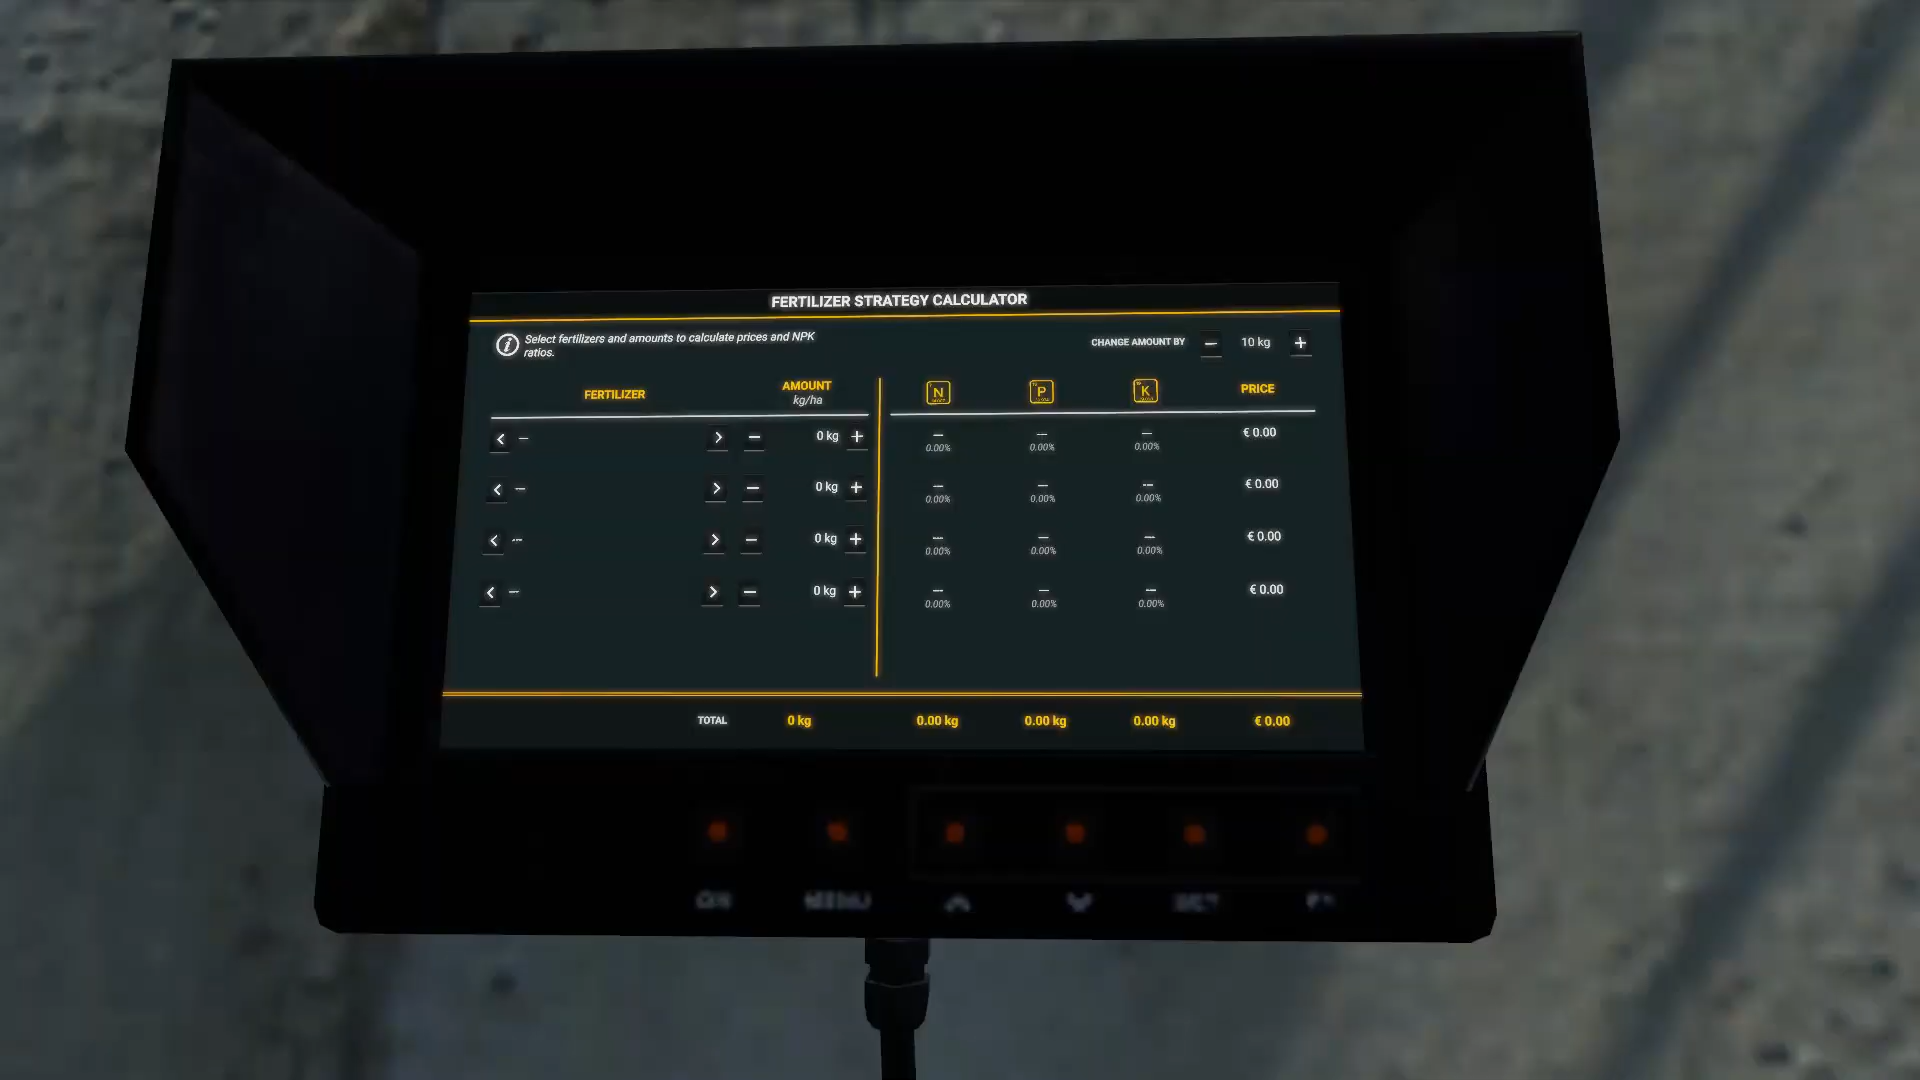 FERTILIZER STRATEGY CALCULATOR
Select fertilizers and amounts to calculate prices and NPK
ratios.
CHANGE AMOUNT BY — 10 kg +
FERTILIZER AMOUNT N P K PRICE
kg/ha
< --- > — 0 kg + --- --- --- € 0.00
0.00% 0.00% 0.00%
< --- > — 0 kg + --- --- --- € 0.00
0.00% 0.00% 0.00%
< --- > — 0 kg + --- --- --- € 0.00
0.00% 0.00% 0.00%
< --- > — 0 kg + --- --- --- € 0.00
0.00% 0.00% 0.00%
TOTAL 0 kg 0.00 kg 0.00 kg 0.00 kg € 0.00
MENU